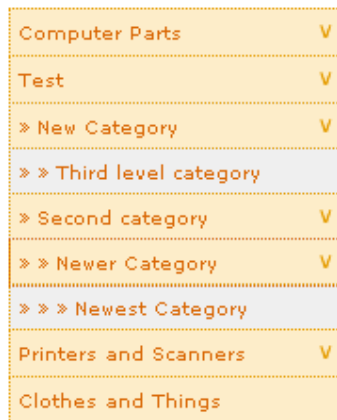 Computer Parts V
Test V
» New Category V
» » Third level category
» Second category V
» » Newer Category V
» » » Newest Category
Printers and Scanners V
Clothes and Things